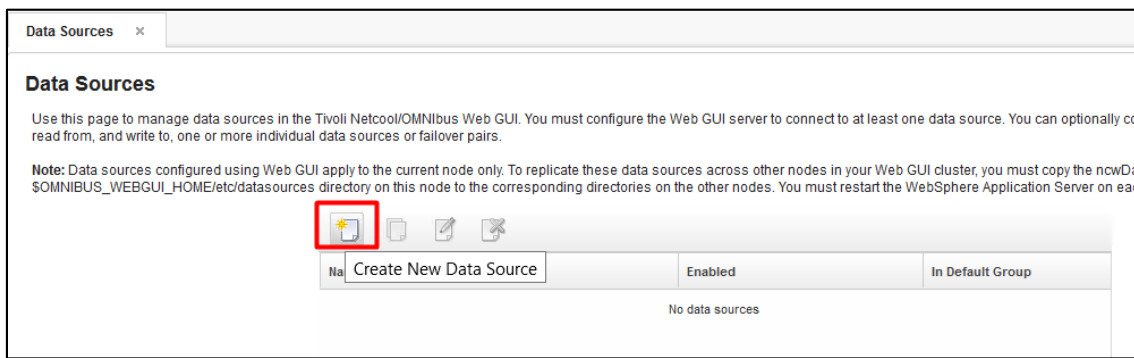 Data Sources ×
Data Sources
Use this page to manage data sources in the Tivoli Netcool/OMNIbus Web GUI. You must configure the Web GUI server to connect to at least one data source. You can optionally co
read from, and write to, one or more individual data sources or failover pairs.
Note: Data sources configured using Web GUI apply to the current node only. To replicate these data sources across other nodes in your Web GUI cluster, you must copy the ncwDa
$OMNIBUS_WEBGUI_HOME/etc/datasources directory on this node to the corresponding directories on the other nodes. You must restart the WebSphere Application Server on eac
Na Create New Data Source Enabled In Default Group
No data sources